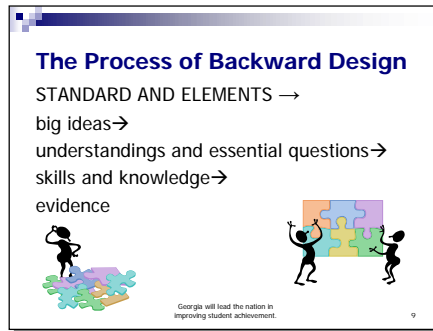 The Process of Backward Design
STANDARD AND ELEMENTS →
big ideas→
understandings and essential questions→
skills and knowledge→
evidence
Georgia will lead the nation in
improving student achievement.
9